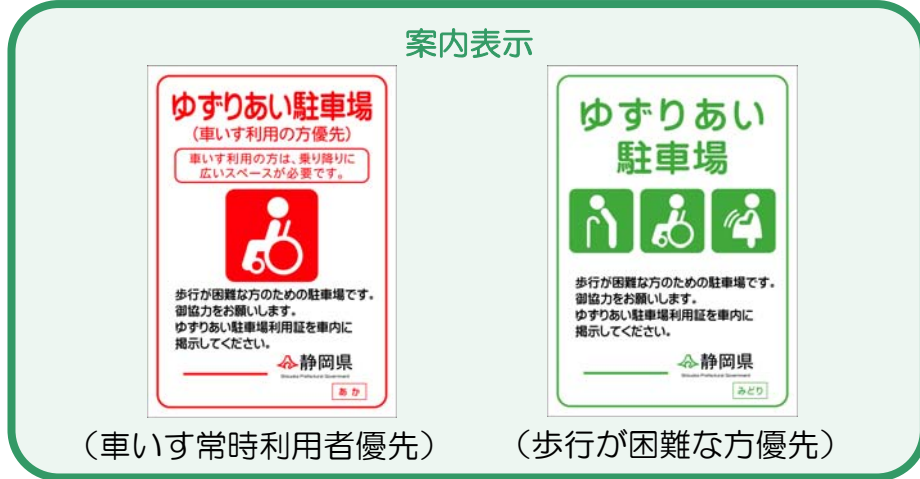 案内表示
ゆずりあい駐車場
（車いす利用の方優先）
車いす利用の方は、乗り降りに
広いスペースが必要です。
歩行が困難な方のための駐車場です。
御協力をお願いします。
ゆずりあい駐車場利用証を車内に
掲示してください。
静岡県
Shizuoka Prefectural Government
あか
（車いす常時利用者優先）
ゆずりあい
駐車場
歩行が困難な方のための駐車場です。
御協力をお願いします。
ゆずりあい駐車場利用証を車内に
掲示してください。
静岡県
Shizuoka Prefectural Government
みどり
（歩行が困難な方優先）